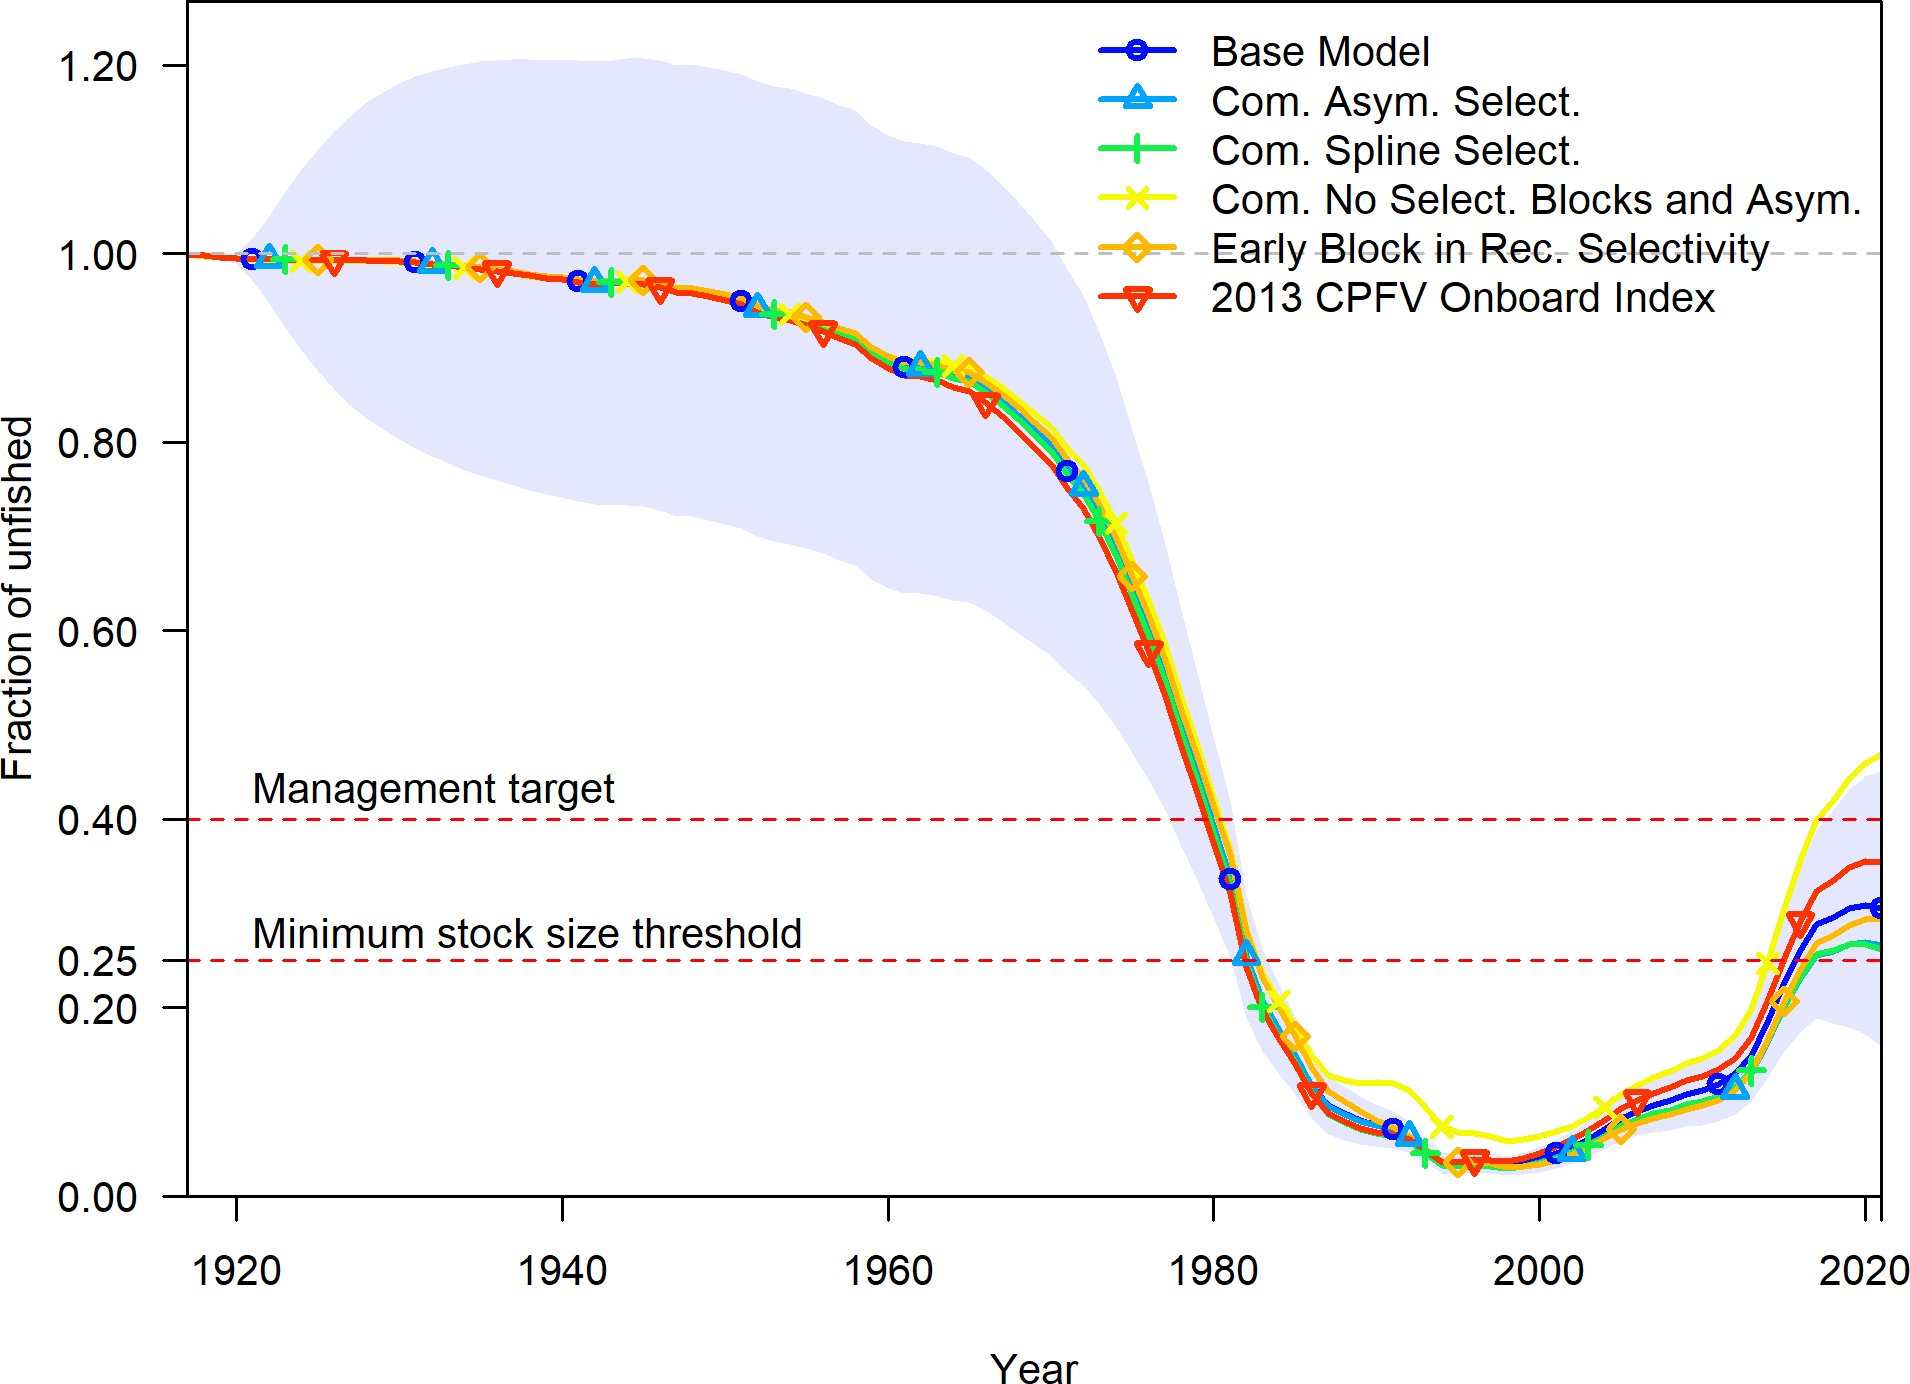 Fraction of unfished
1.20
1.00
0.80
0.60
0.40
0.25
0.20
0.00
Base Model
Com. Asym. Select.
Com. Spline Select.
Com. No Select. Blocks and Asym.
Early Block in Rec. Selectivity
2013 CPFV Onboard Index
Management target
Minimum stock size threshold
1920
1940
1960
1980
2000
2020
Year